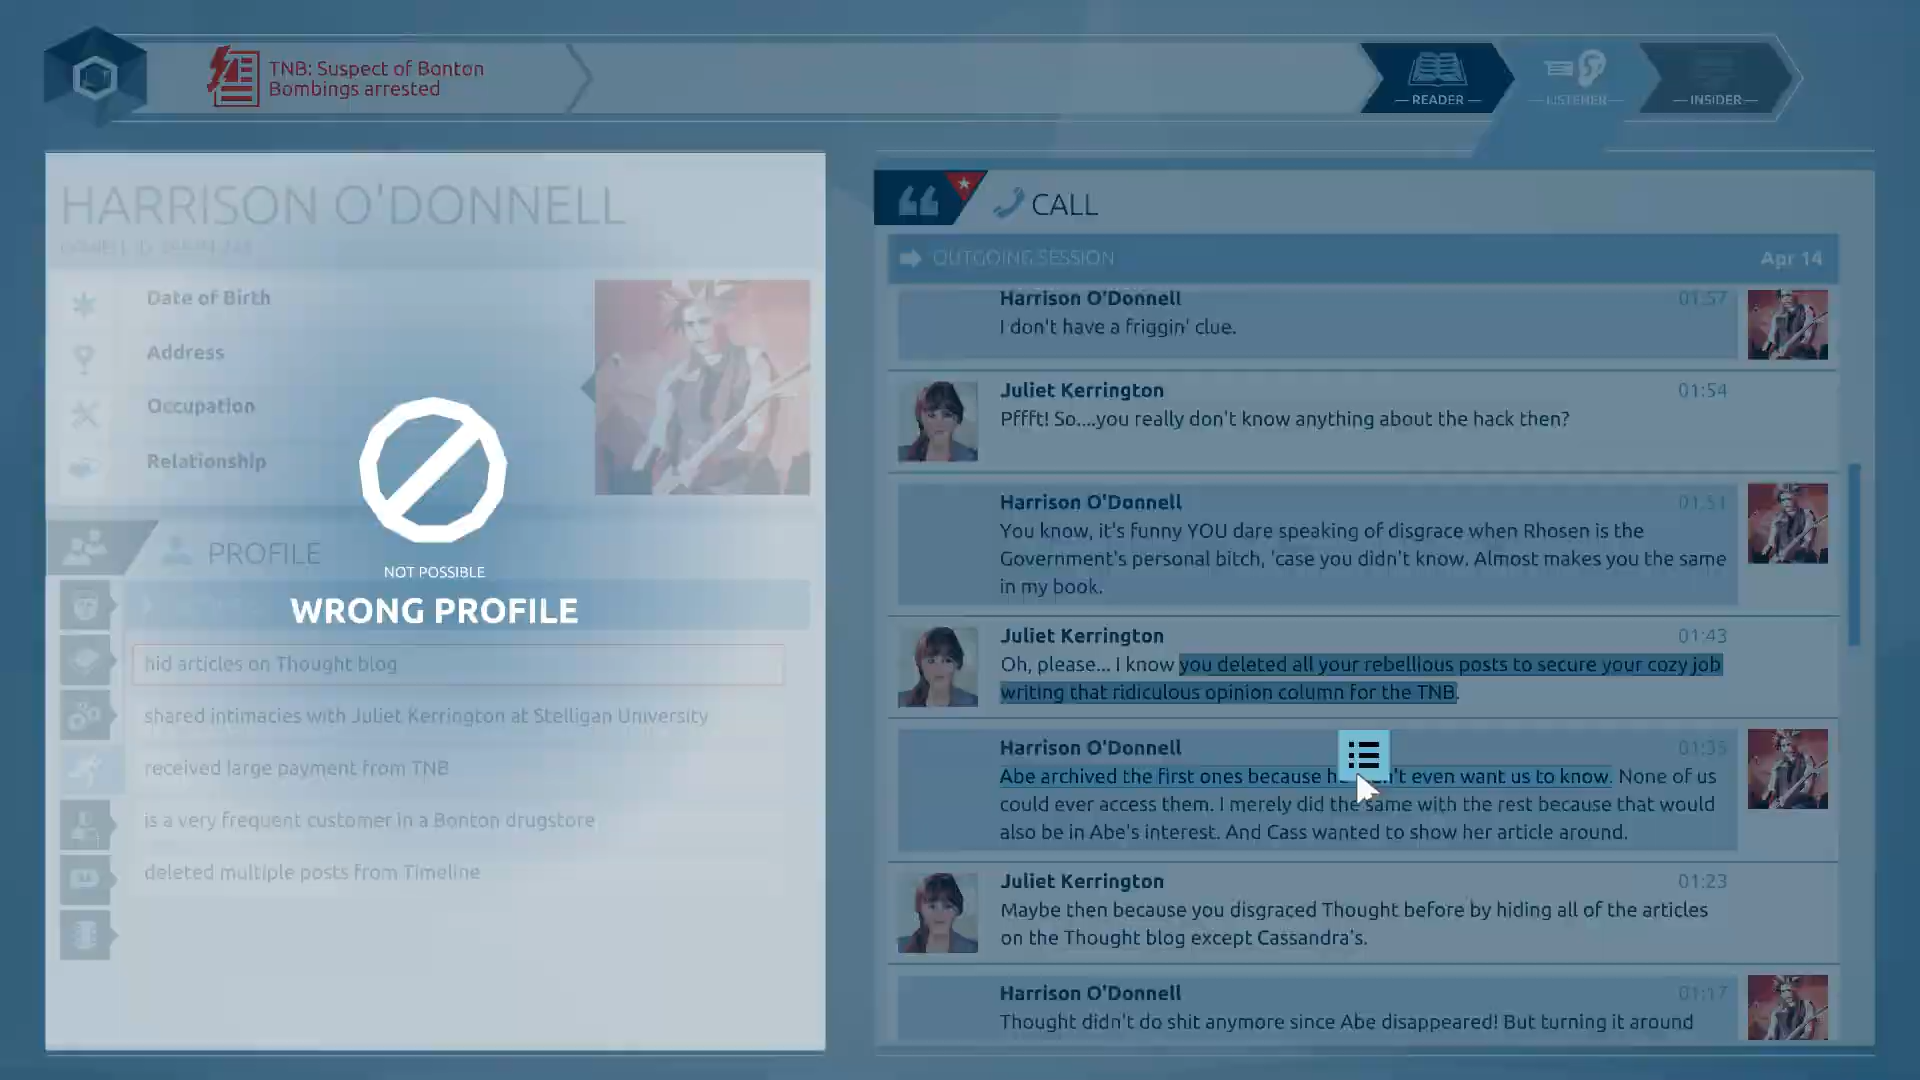 TNB: Suspect of Bonton
Bombings arrested
READER
LISTENER
INSIDER
HARRISON O'DONNELL
Date of Birth
Address
Occupation
Relationship
PROFILE
NOT POSSIBLE
WRONG PROFILE
hid articles on Thought blog
shared intimacies with Juliet Kerrington at Stelligan University
received large payment from TNB
is a very frequent customer in a Bonton drugstore
deleted multiple posts from Timeline
CALL
OUTGOING SESSION Apr 14
Harrison O'Donnell 01:57
I don't have a friggin' clue.
Juliet Kerrington 01:54
Pffft! So....you really don't know anything about the hack then?
Harrison O'Donnell 01:51
You know, it's funny YOU dare speaking of disgrace when Rhosen is the
Government's personal bitch, 'case you didn't know. Almost makes you the same
in my book.
Juliet Kerrington 01:43
Oh, please... I know you deleted all your rebellious posts to secure your cozy job
writing that ridiculous opinion column for the TNB.
Harrison O'Donnell 01:35
Abe archived the first ones because even want us to know. None of us
could ever access them. I merely did the same with the rest because that would
also be in Abe's interest. And Cass wanted to show her article around.
Juliet Kerrington 01:23
Maybe then because you disgraced Thought before by hiding all of the articles
on the Thought blog except Cassandra's.
Harrison O'Donnell 01:17
Thought didn't do shit anymore since Abe disappeared! But turning it around